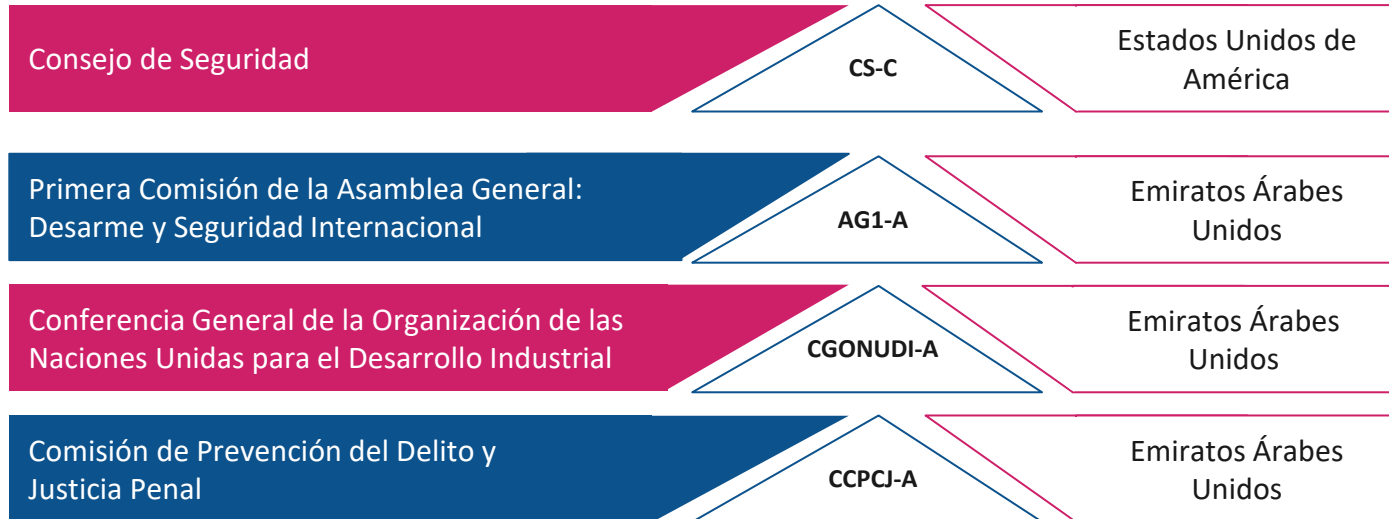 Consejo de Seguridad
CS-C
Estados Unidos de
América
Primera Comisión de la Asamblea General:
Desarme y Seguridad Internacional
AG1-A
Emiratos Árabes
Unidos
Conferencia General de la Organización de las
Naciones Unidas para el Desarrollo Industrial
CGONUDI-A
Emiratos Árabes
Unidos
Comisión de Prevención del Delito y
Justicia Penal
CCPCJ-A
Emiratos Árabes
Unidos